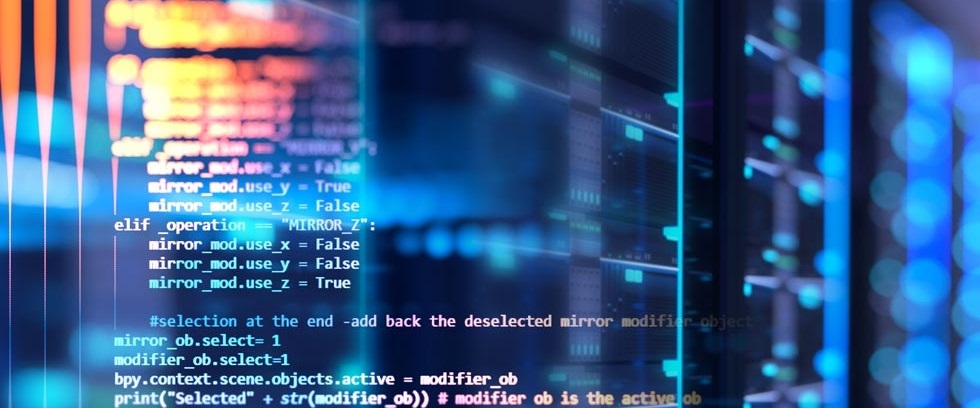 elif _operation == "MIRROR_Y":
mirror_mod.use_x = False
mirror_mod.use_y = True
mirror_mod.use_z = False
elif _operation == "MIRROR_Z":
mirror_mod.use_x = False
mirror_mod.use_y = False
mirror_mod.use_z = True
#selection at the end -add back the deselected mirror modifier object
mirror_ob.select= 1
modifier_ob.select=1
bpy.context.scene.objects.active = modifier_ob
print("Selected" + str(modifier_ob)) # modifier ob is the active ob